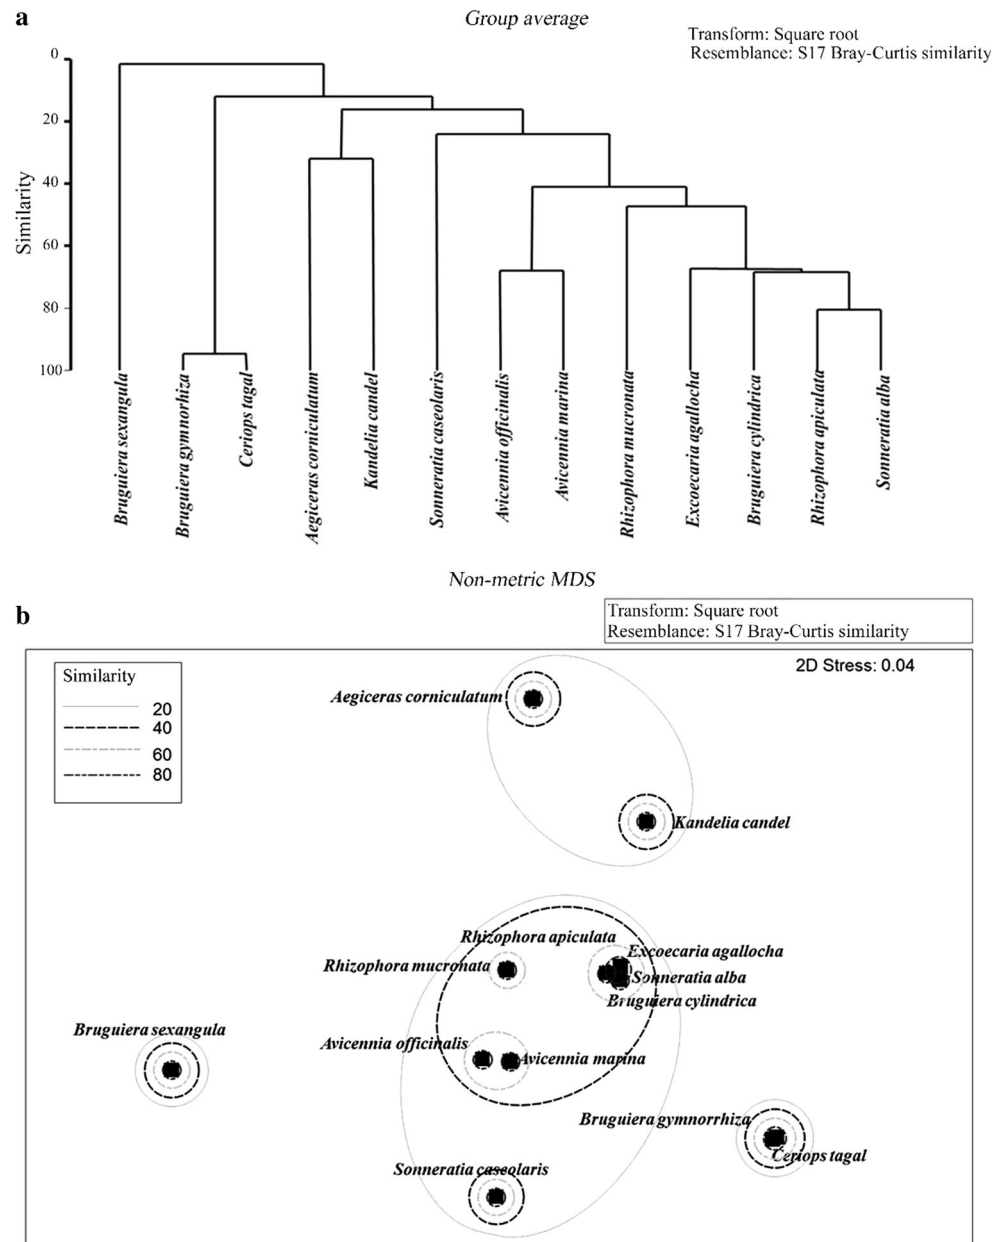 a
Group average
Transform: Square root
Resemblance: S17 Bray-Curtis similarity
Similarity
0
20
40
60
80
100
Bruguiera sexangula
Bruguiera gymnorhiza
Ceriops tagal
Aegiceras corniculatum
Kandelia candel
Sonneratia caseolaris
Avicennia officinalis
Avicennia marina
Rhizophora mucronata
Excoecaria agallocha
Bruguiera cylindrica
Rhizophora apiculata
Sonneratia alba
Non-metric MDS
b
Transform: Square root
Resemblance: S17 Bray-Curtis similarity
2D Stress: 0.04
Similarity
20
40
60
80
Aegiceras corniculatum
Kandelia candel
Rhizophora apiculata
Excoecaria agallocha
Rhizophora mucronata
Sonneratia alba
Bruguiera cylindrica
Bruguiera sexangula
Avicennia officinalis
Avicennia marina
Bruguiera gymnorrhiza
Ceriops tagal
Sonneratia caseolaris